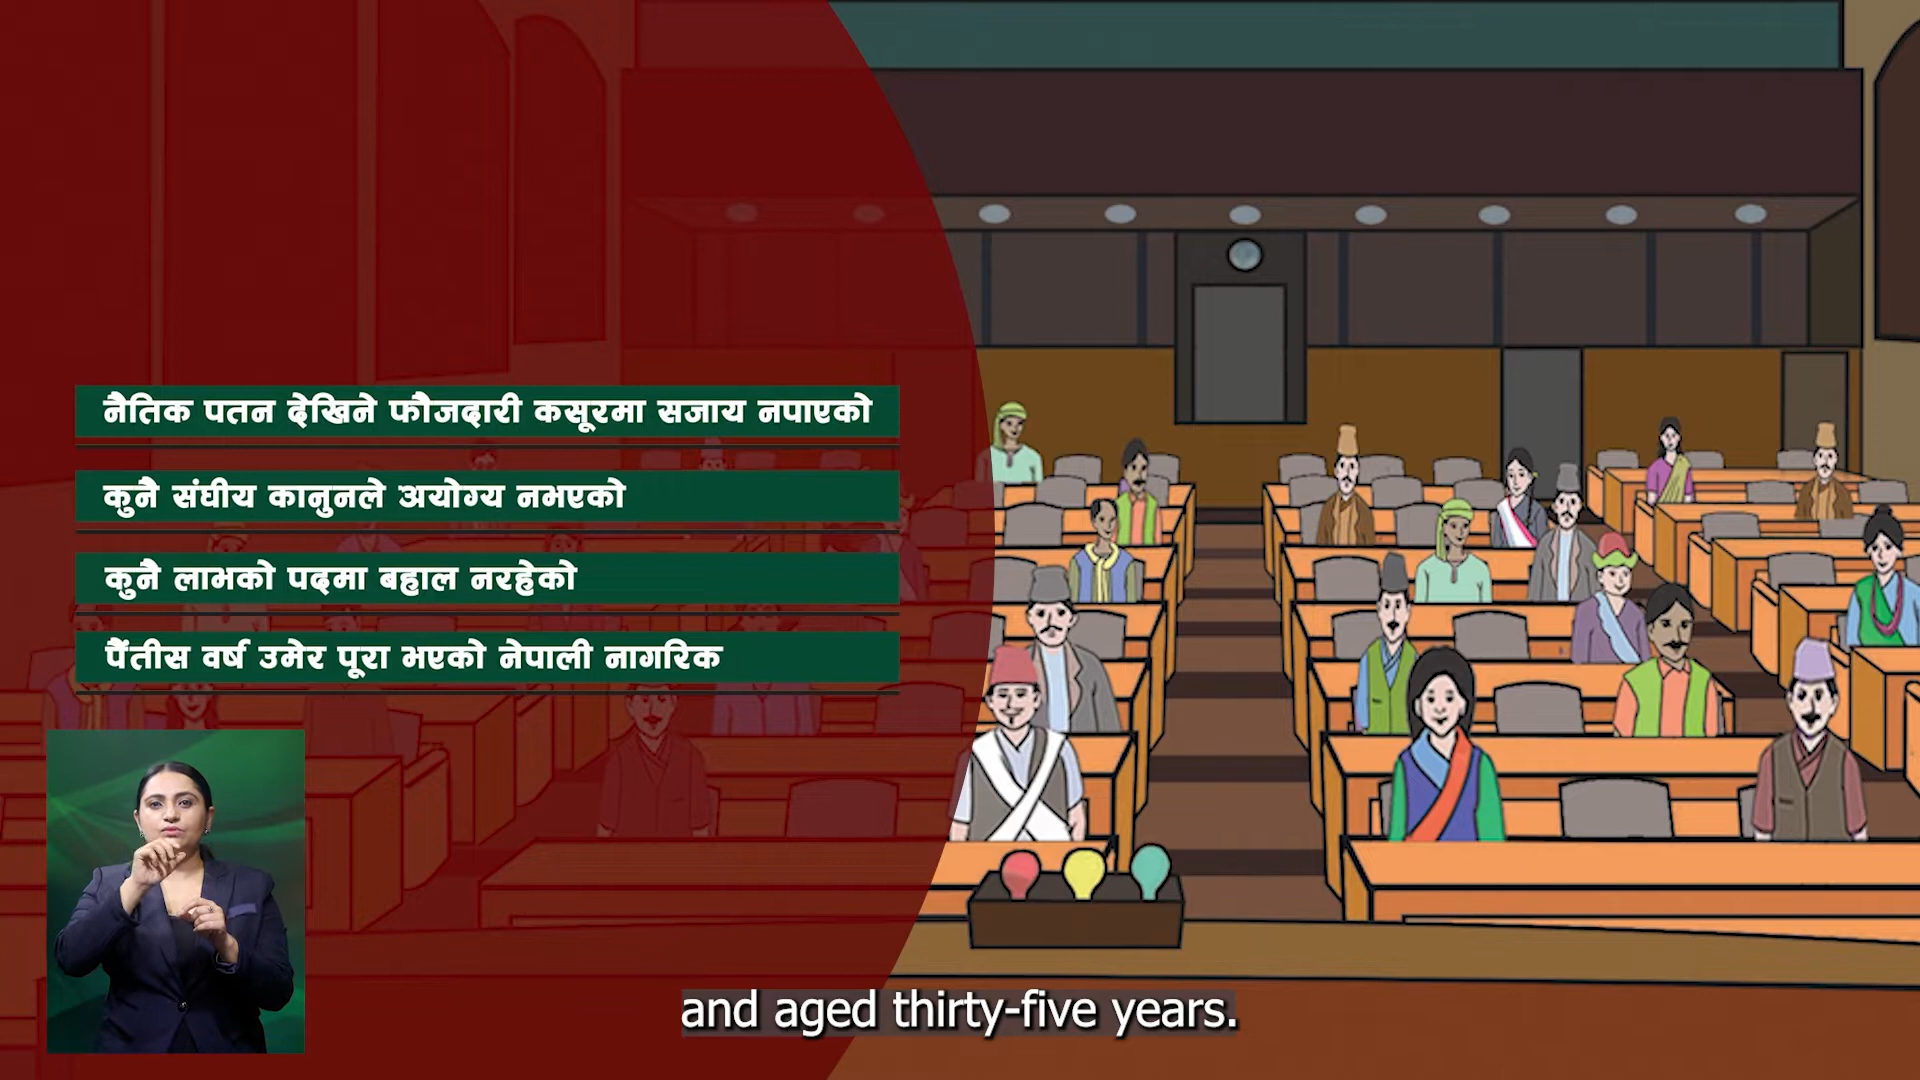 नैतिक पतन देखिने फौजदारी कसूरमा सजाय नपाएको
कुनै संघीय कानुनले अयोग्य नभएको
कुनै लाभको पदमा बहाल नरहेको
पैंतीस वर्ष उमेर पूरा भएको नेपाली नागरिक
and aged thirty-five years.